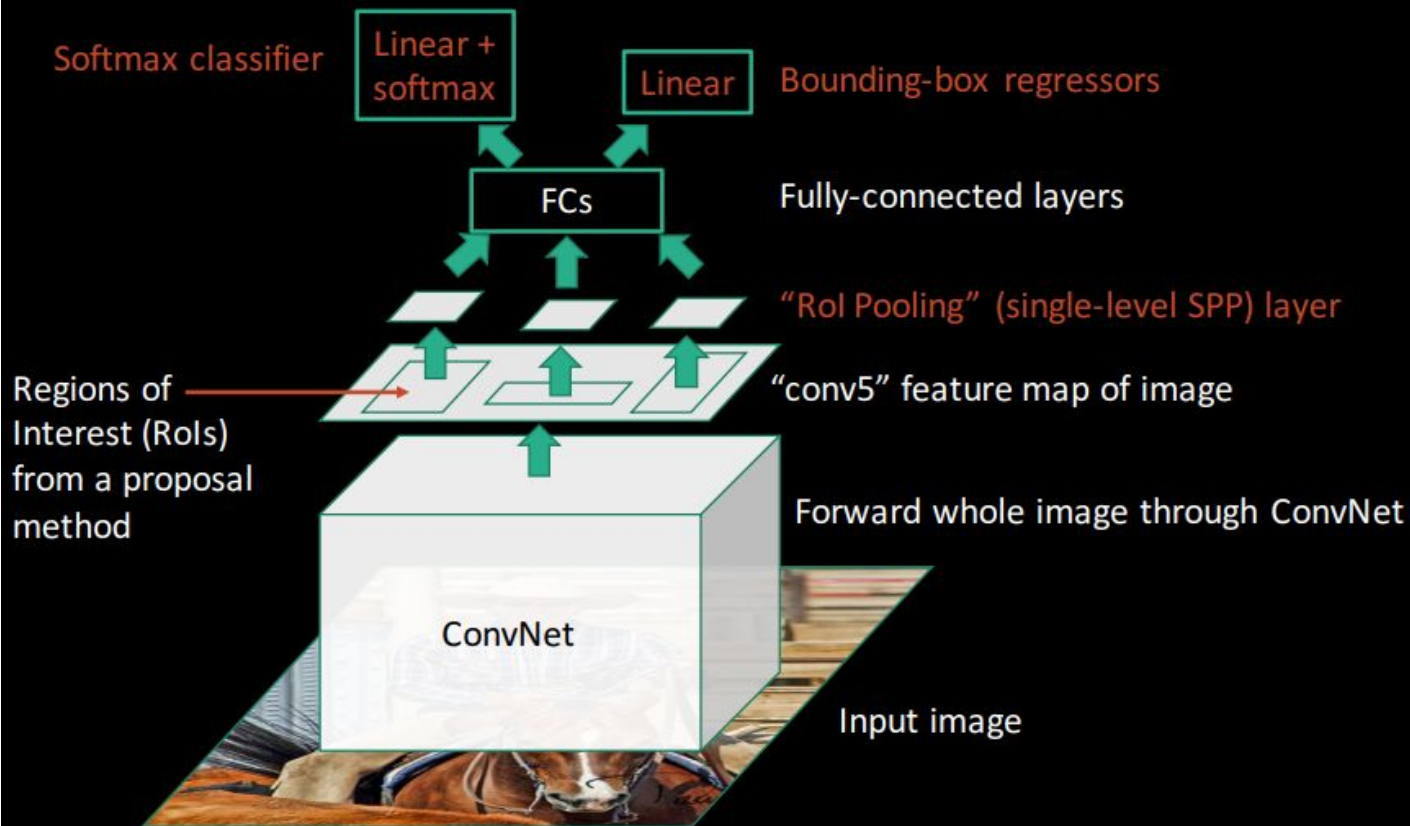 Softmax classifier
Linear +
softmax
Linear
Bounding-box regressors
FCs
Fully-connected layers
“RoI Pooling” (single-level SPP) layer
Regions of
Interest (RoIs)
from a proposal
method
“conv5” feature map of image
Forward whole image through ConvNet
ConvNet
Input image